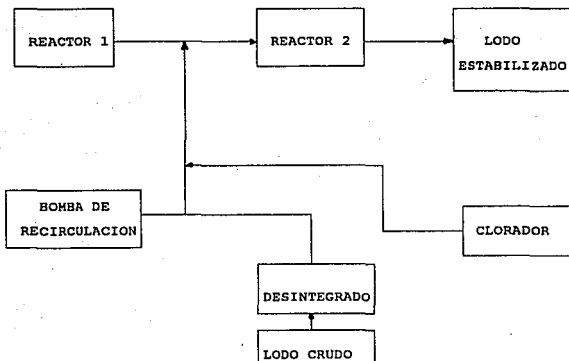 REACTOR 1
REACTOR 2
LODO
ESTABILIZADO
BOMBA DE
RECIRCULACION
CLORADOR
DESINTEGRADO
LODO CRUDO